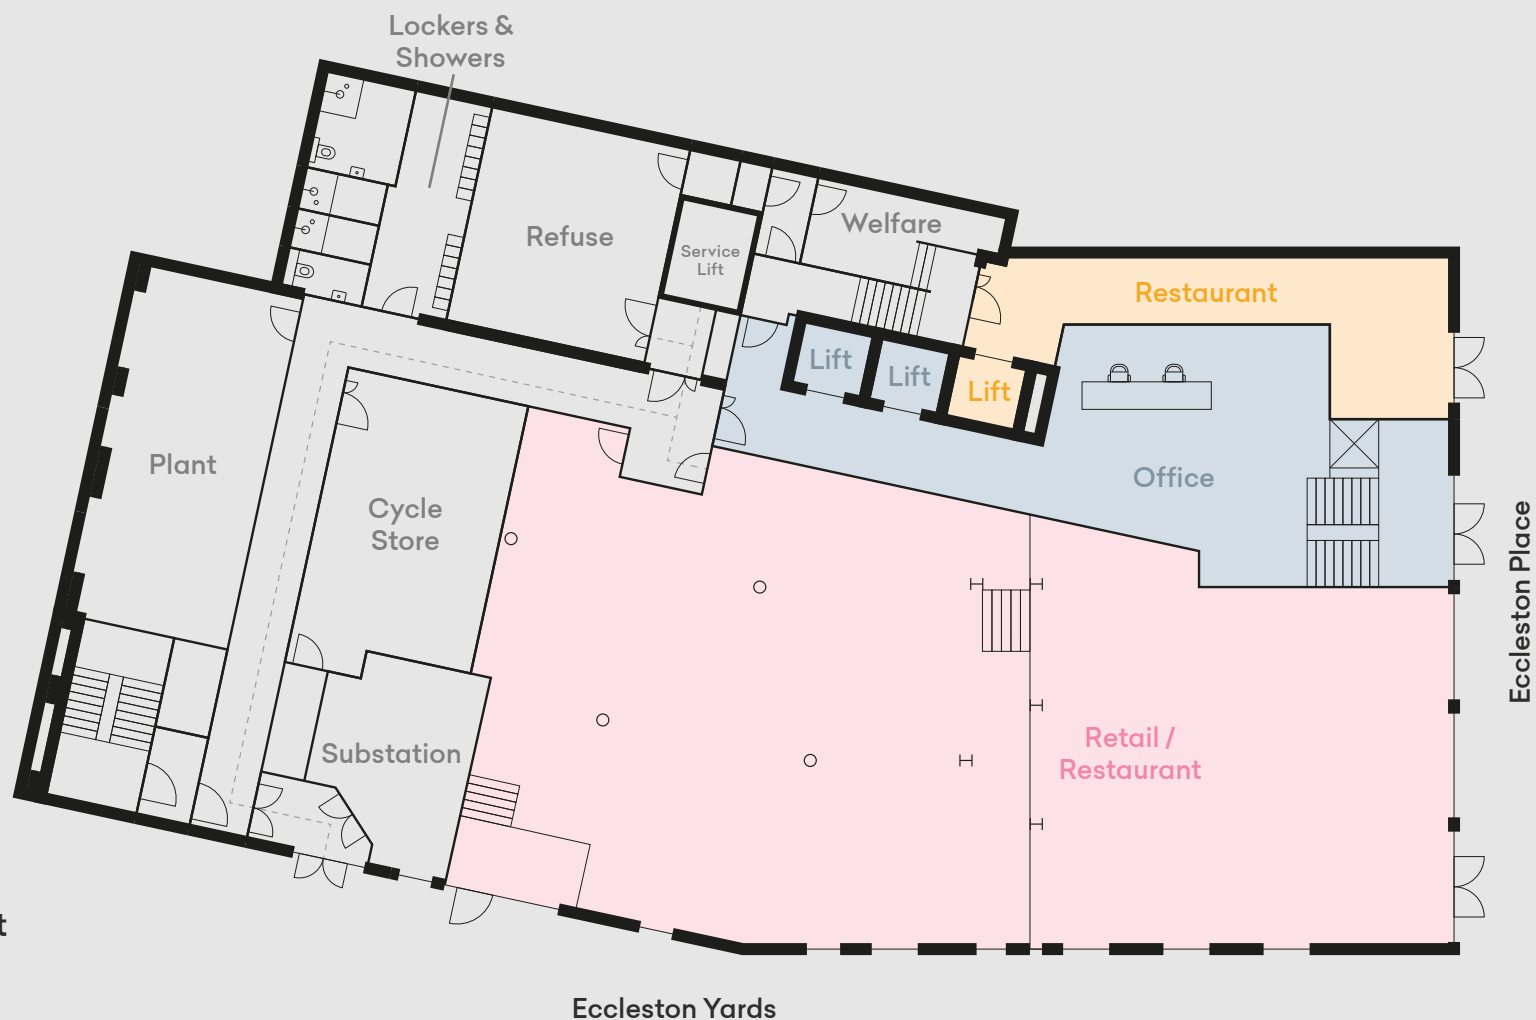 Lockers &
Showers
Refuse
Service
Lift
Welfare
Restaurant
Lift
Lift
Lift
Plant
Cycle
Store
Office
Eccleston Place
Substation
Retail /
Restaurant
t
Eccleston Yards